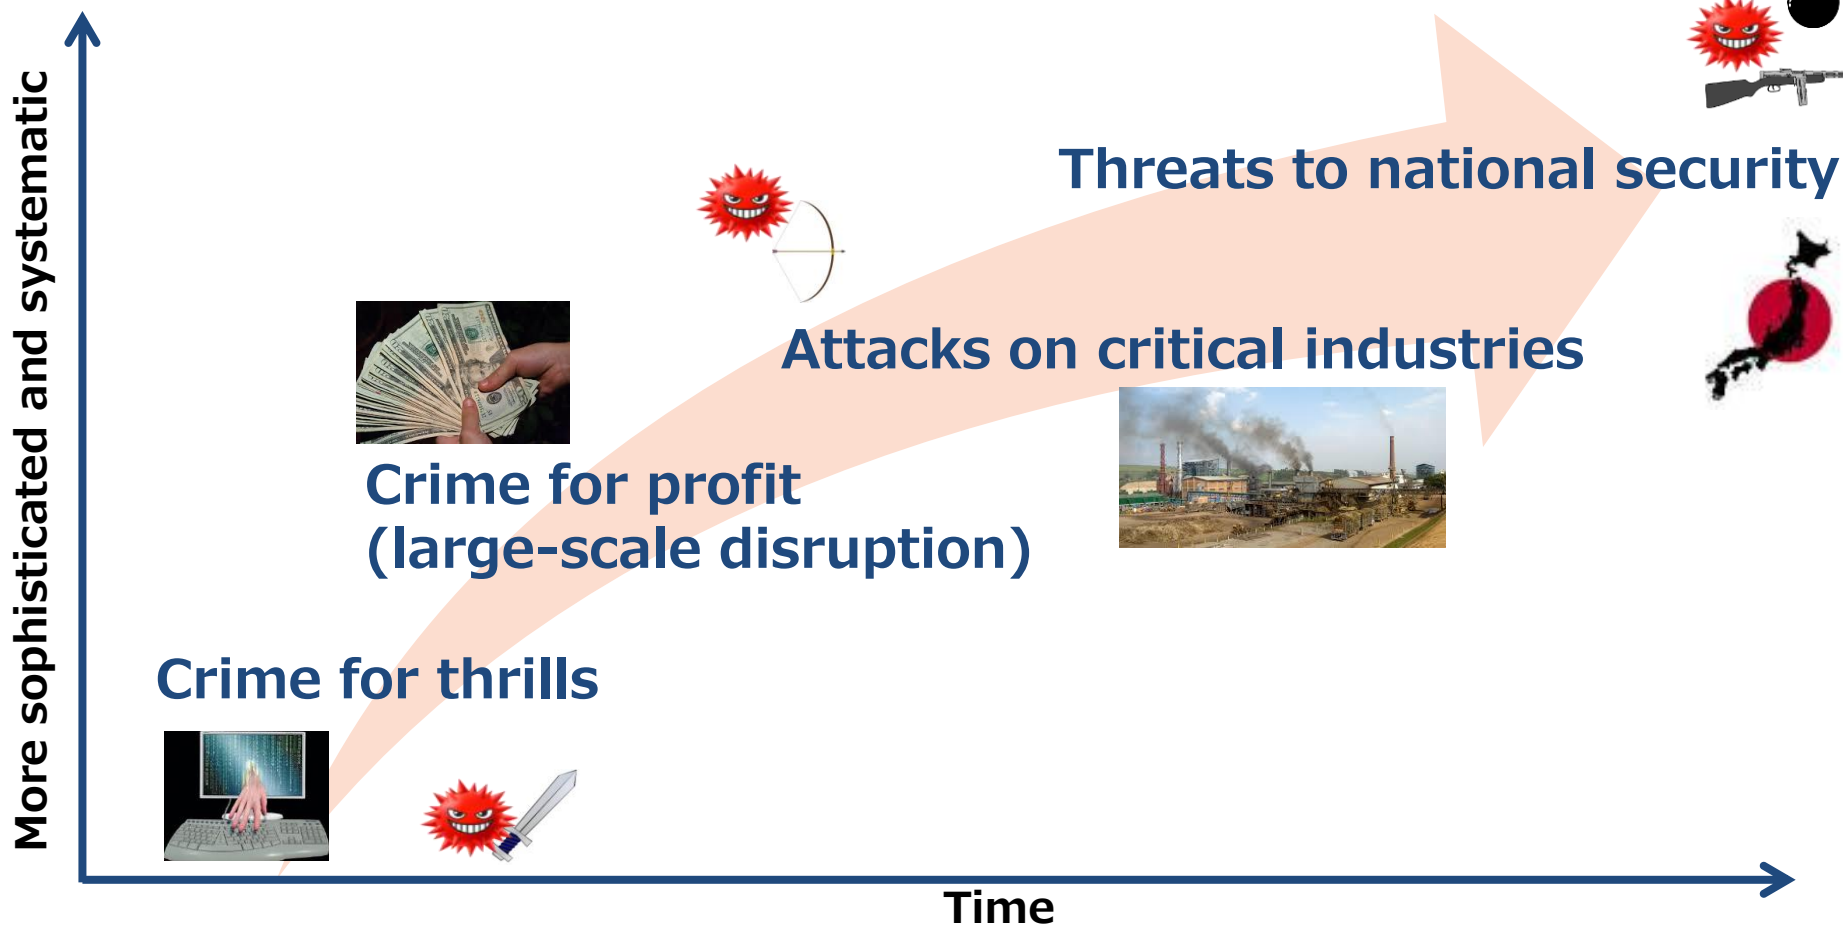 More sophisticated and systematic
Threats to national security
Attacks on critical industries
Crime for profit
(large-scale disruption)
Crime for thrills
Time